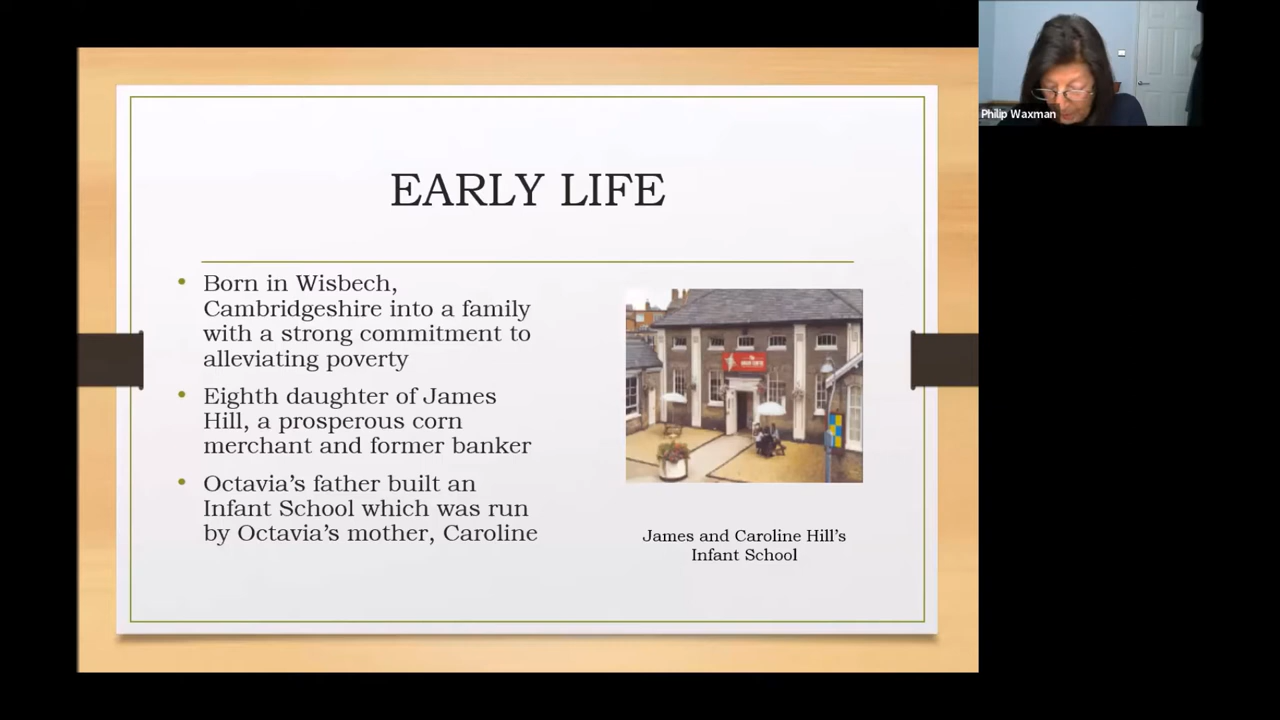 EARLY LIFE
• Born in Wisbech,
Cambridgeshire into a family
with a strong commitment to
alleviating poverty
• Eighth daughter of James
Hill, a prosperous corn
merchant and former banker
• Octavia’s father built an
Infant School which was run
by Octavia’s mother, Caroline
James and Caroline Hill’s
Infant School
Philip Waxman